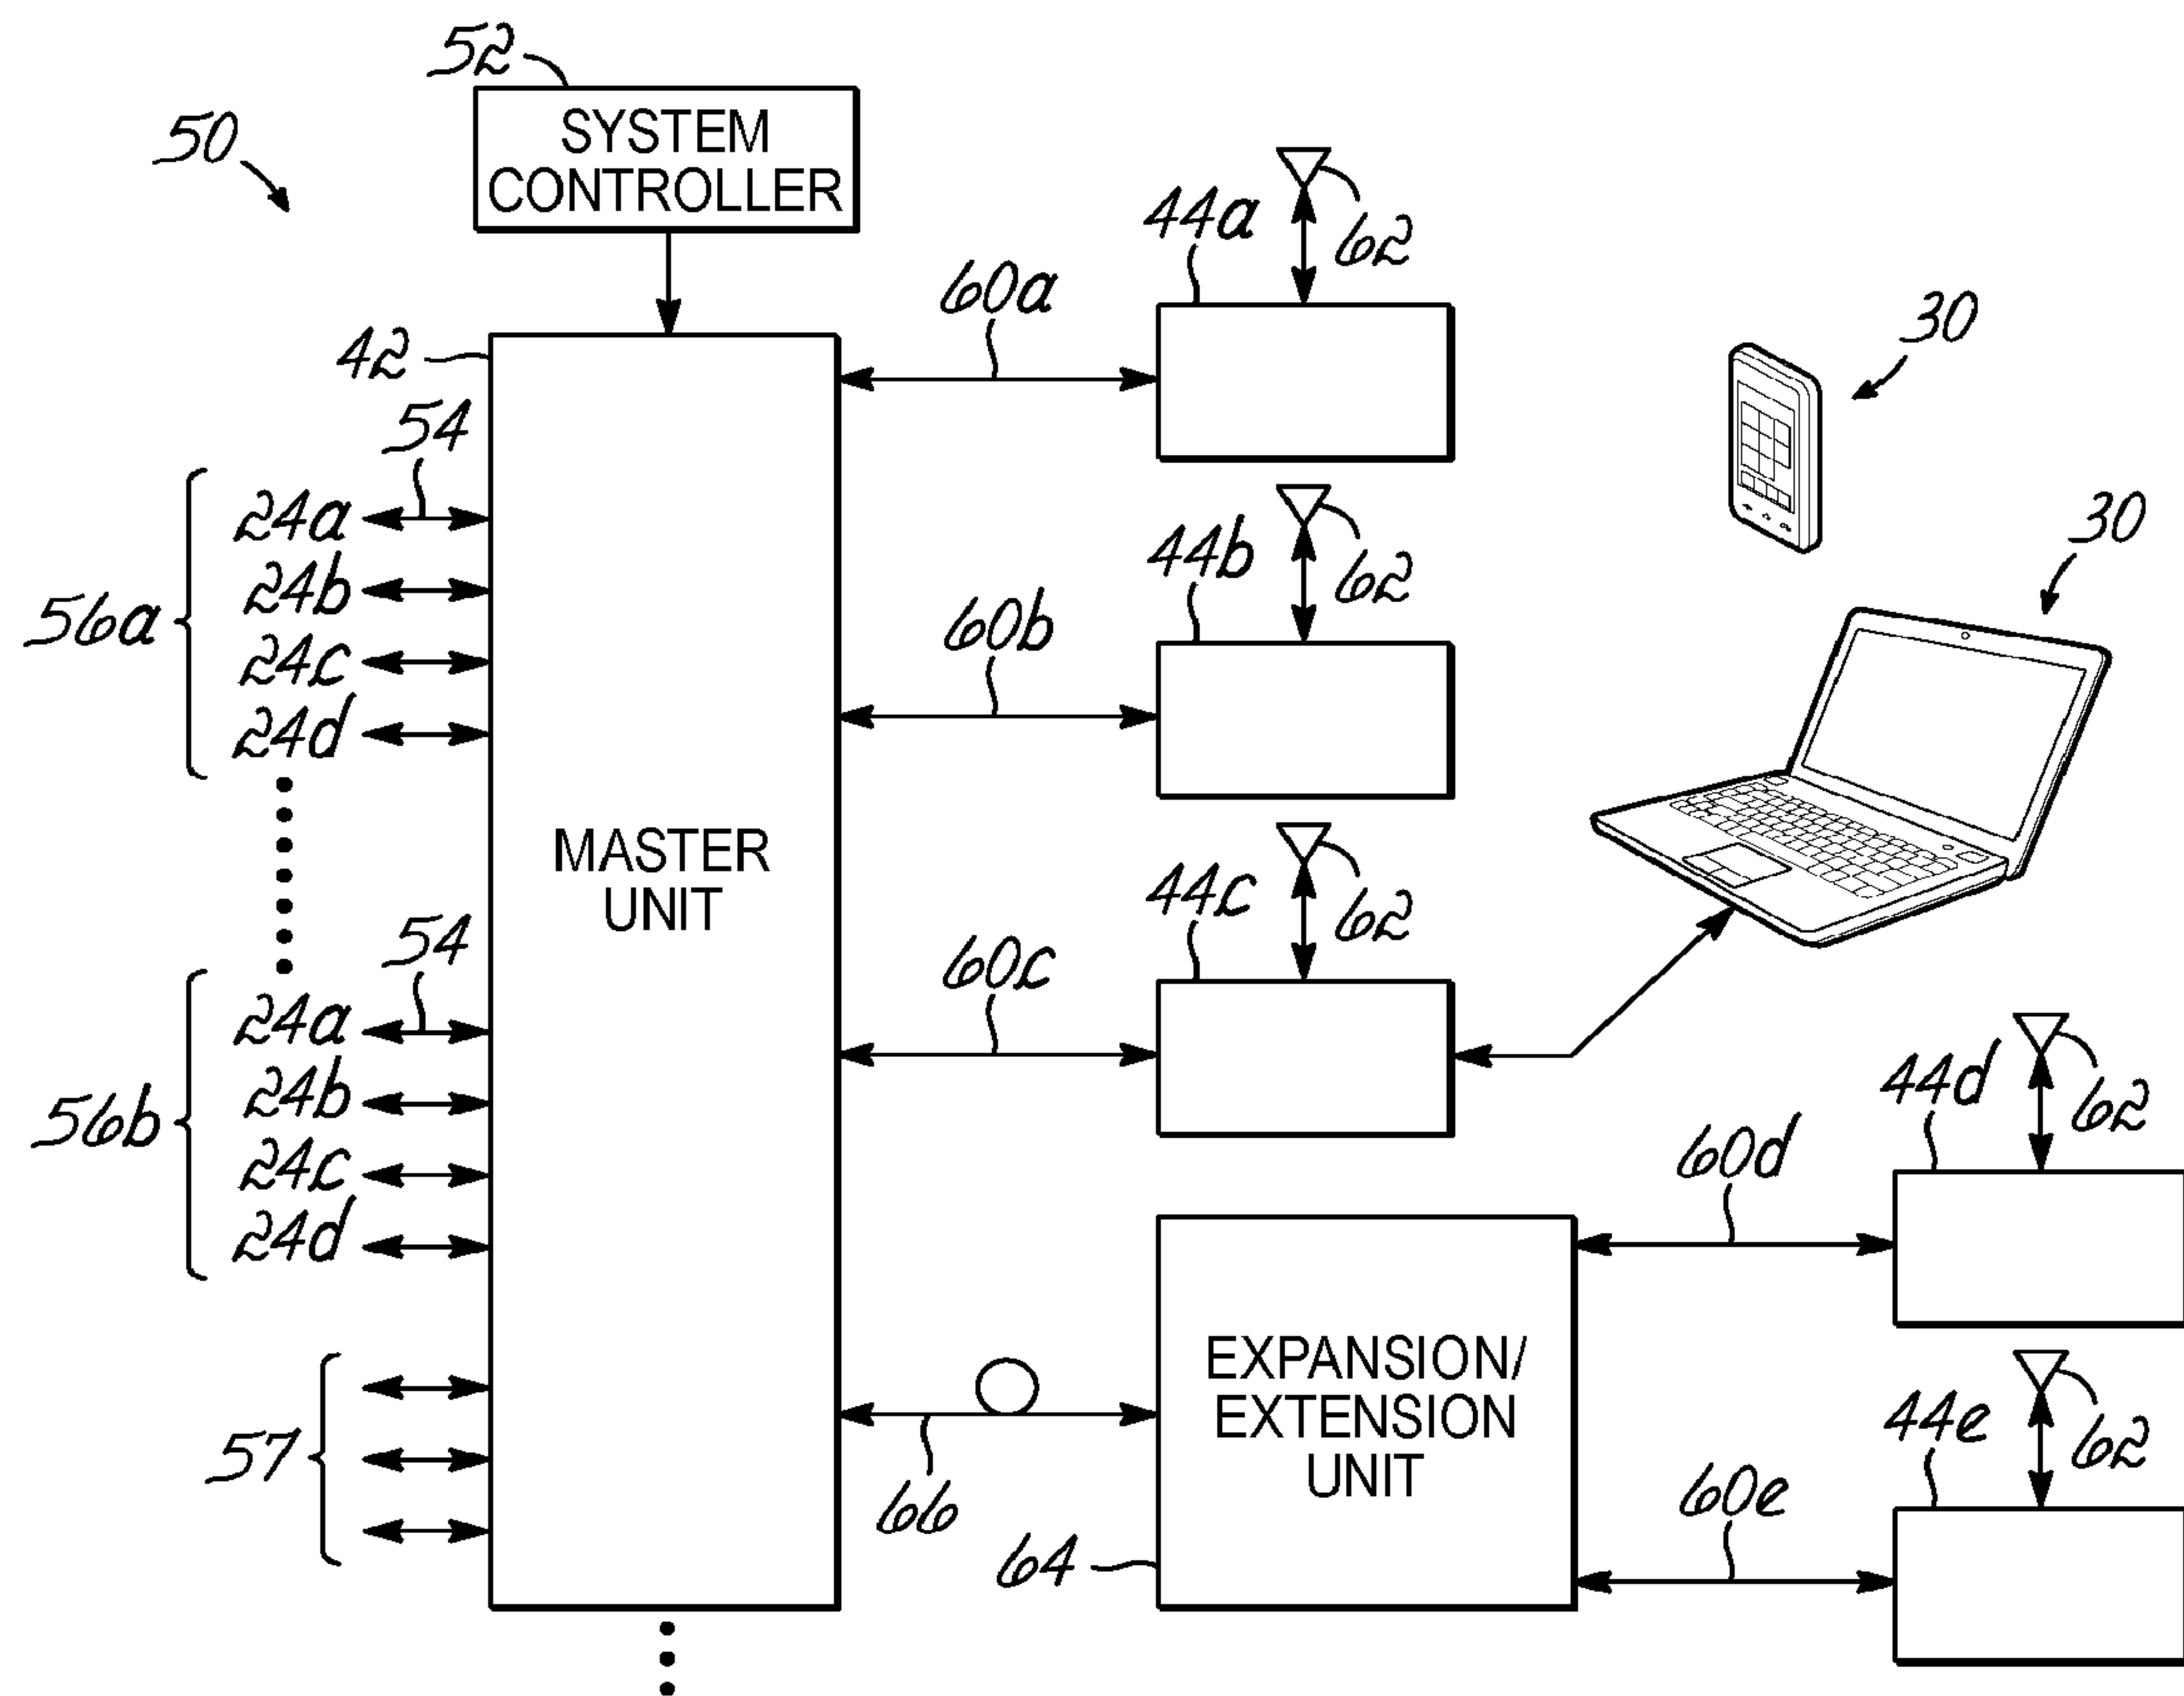 52
50
SYSTEM
CONTROLLER
44a
62
60a
30
42
54
24a
30
44b
62
24b
56a
60b
24c
24d
MASTER
UNIT
44c
62
54
60c
24a
44d
62
24b
56b
60d
24c
24d
EXPANSION/
EXTENSION
UNIT
44e
62
57
60e
66
64